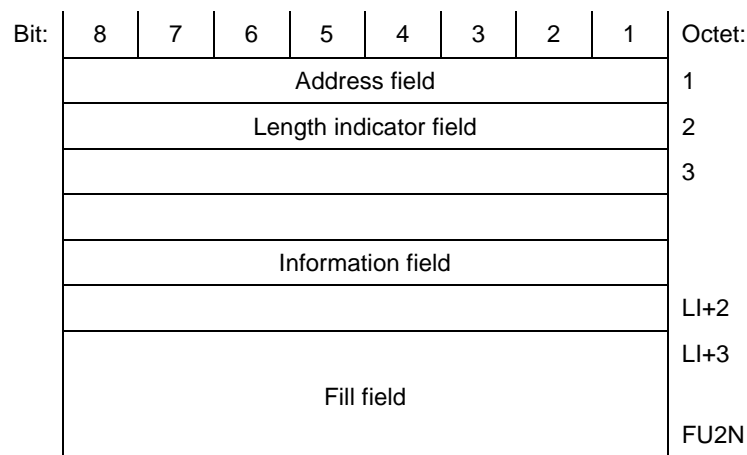 Bit: 8 7 6 5 4 3 2 1 Octet:
Address field 1
Length indicator field 2
3
Information field
LI+2
LI+3
Fill field
FU2N